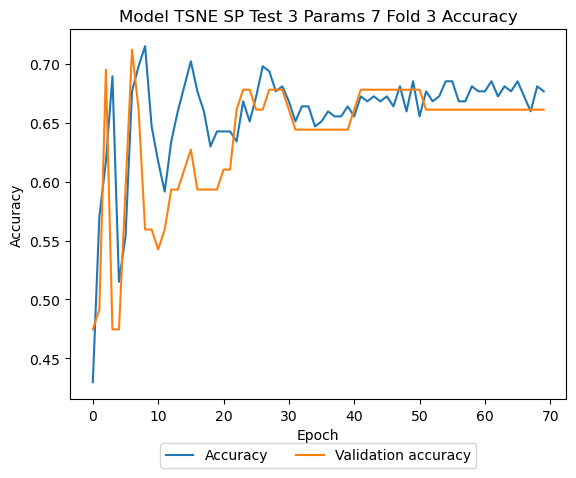 Model TSNE SP Test 3 Params 7 Fold 3 Accuracy
Accuracy
0.70
0.65
0.60
0.55
0.50
0.45
0 10 20 30 40 50 60 70
Epoch
Accuracy Validation accuracy